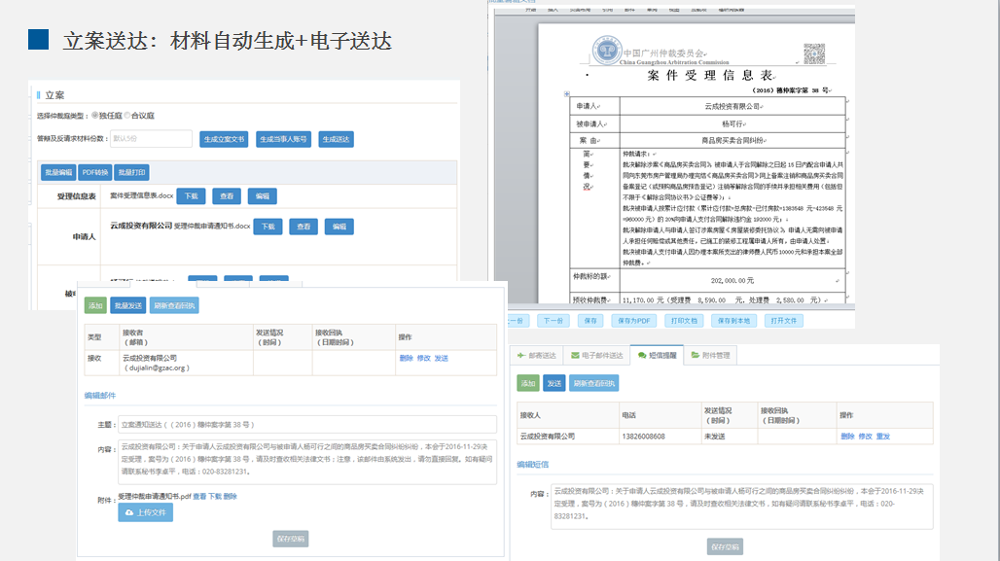 立案送达：材料自动生成+电子送达
立案
选择仲裁庭类型： 独任庭 合议庭
答辩及反请求材料份数： 默认5份 生成立案文书 生成当事人账号 生成送达
批量编辑 PDF转换 批量打印
受理信息表 案件受理信息表.docx 下载 查看 编辑
申请人 云成投资有限公司 受理仲裁申请通知书.docx 下载 查看 编辑
中国广州仲裁委员会
China Guangzhou Arbitration Commission
案 件 受 理 信 息 表
（2016）穗仲案字第 38 号
申请人 云成投资有限公司
被申请人 杨可行
案 由 商品房买卖合同纠纷
简要情况
仲裁请求：
裁决解除涉案《商品房买卖合同》，被申请人于合同解除之日起 15 日内配合申请人共
同向东莞市房产管理局办理完结《商品房买卖合同》网上备案注销和商品房买卖合同
备案登记（或预购商品房预告登记）注销等解除合同的手续并承担相关费用（包括但
不限于《解除合同协议书》公证费等）；
裁决被申请人按累计应付款（累计应付款=总房款-已付房款=1383548 元-423548 元
=960000 元）的 20%向申请人支付合同解除违约金 192000 元；
裁决解除申请人与申请人签订涉案房屋《房屋装修委托协议》，申请人无需向被申请
人承担任何赔偿或其他责任，已施工的装修工程属申请人所有，由申请人处置；
裁决被申请人支付申请人因办理本案所支出的律师费人民币10000元和承担本案全部
仲裁费。
仲裁标的额 202,000.00 元
预收仲裁费 11,170.00 元（受理费 8,590.00 元，处理费 2,580.00 元）
下一份 保存 保存为PDF 打印文档 保存到本地 打开文件
添加 批量发送 刷新查看回执
类型 接收者（邮箱） 发送情况（时间） 接收回执（日期时间） 操作
接收 云成投资有限公司（dujialin@gzac.org） 删除 修改 发送
编辑邮件
主题： 立案通知送达（（2016）穗仲案字第 38 号）
内容： 云成投资有限公司：关于申请人云成投资有限公司与被申请人杨可行之间的商品房买卖合同纠纷纠纷，本会于2016-11-29决
定受理，案号为（2016）穗仲案字第 38 号，请及时查收相关法律文书；注意，该邮件由系统发出，请勿直接回复。如有疑问
请联系秘书李卓平，电话：020-83281231。
附件： 受理仲裁申请通知书.pdf 查看 下载 删除
上传文件
保存草稿
邮寄送达 电子邮件送达 短信提醒 附件管理
添加 发送 刷新查看回执
接收人 电话 发送情况（时间） 接收回执（日期时间） 操作
云成投资有限公司 13826008608 未发送 删除 修改 重发
编辑短信
内容： 云成投资有限公司：关于申请人云成投资有限公司与被申请人杨可行之间的商品房买卖合同纠纷纠纷，本会于2016-11-29决
定受理，案号为（2016）穗仲案字第 38 号，请及时查收相关法律文书，如有疑问请联系秘书李卓平，电话：020-
83281231。
保存草稿